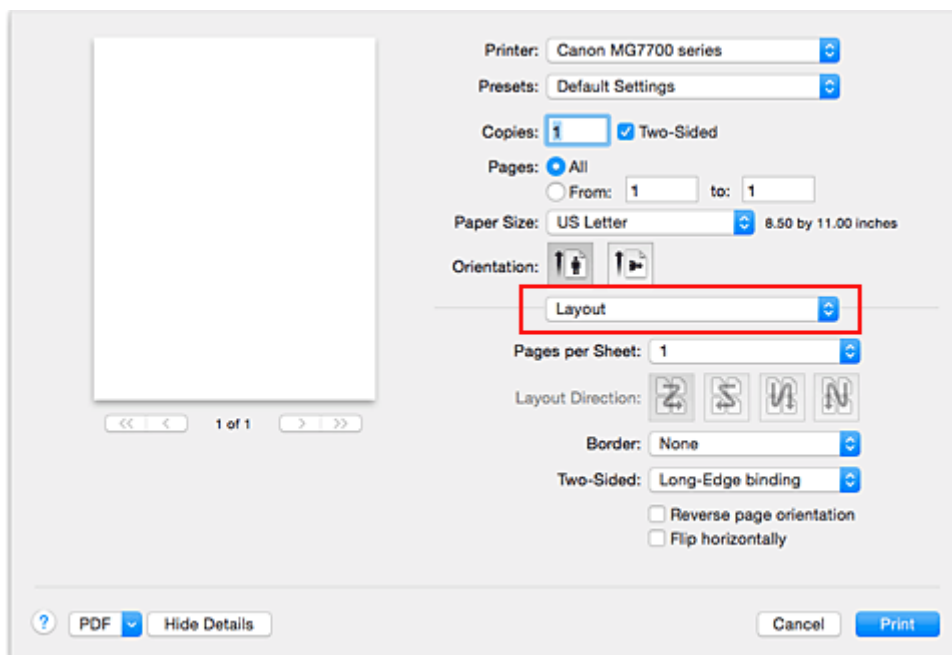 Printer: Canon MG7700 series
Presets: Default Settings
Copies: 1 Two-Sided
Pages: All
From: 1 to: 1
Paper Size: US Letter 8.50 by 11.00 inches
Orientation:
Layout
Pages per Sheet: 1
Layout Direction:
Border: None
Two-Sided: Long-Edge binding
Reverse page orientation
Flip horizontally
1 of 1
? PDF Hide Details Cancel Print